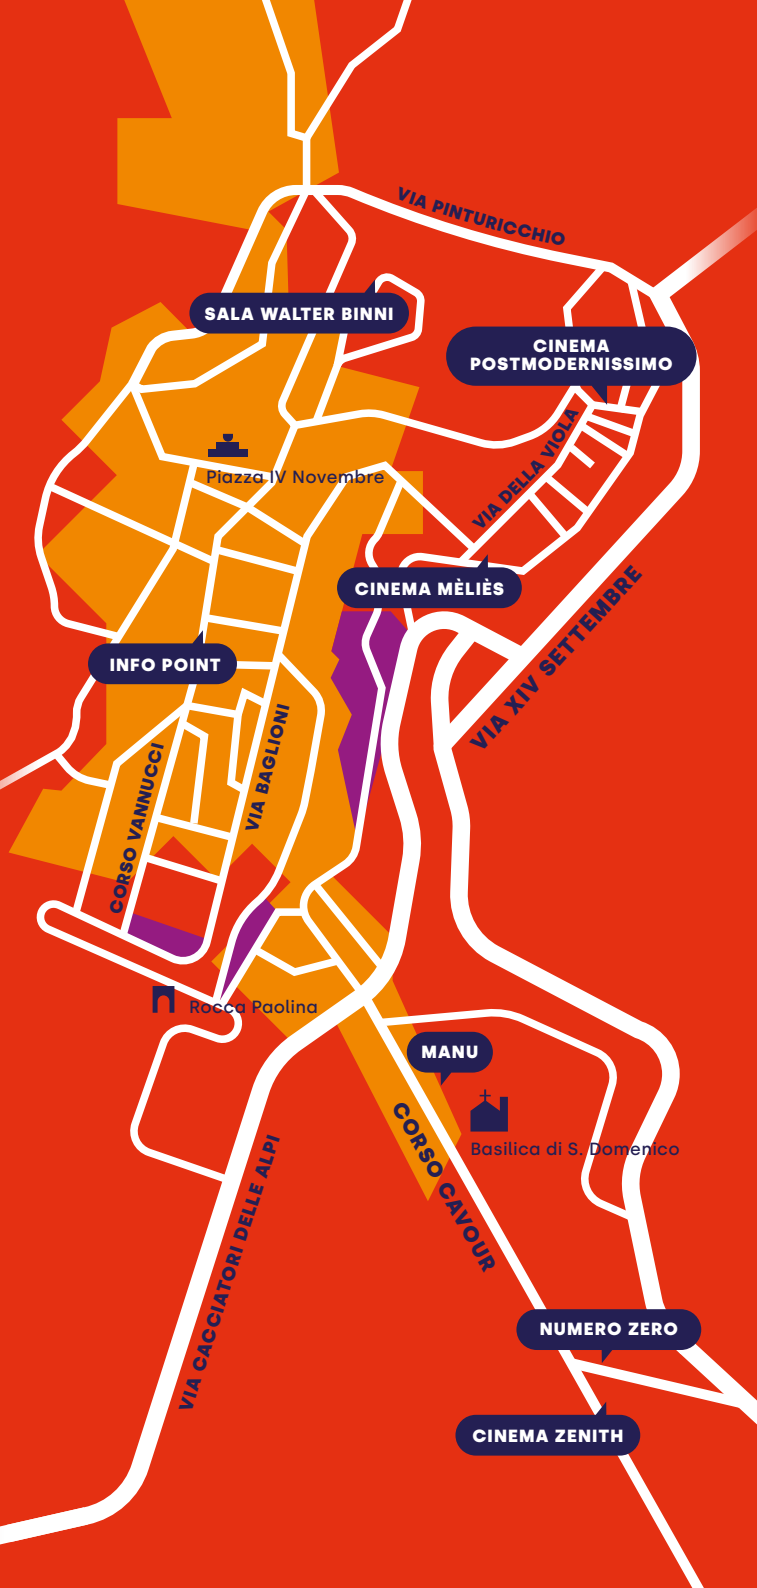 VIA PINTURICCHIO
SALA WALTER BINNI
CINEMA
POSTMODERNISSIMO
Piazza IV Novembre
VIA DELLA VIOLA
CINEMA MÈLIÈS
VIA XIV SETTEMBRE
INFO POINT
CORSO VANNUCCI
VIA BAGLIONI
Rocca Paolina
MANU
Basilica di S. Domenico
CORSO CAVOUR
VIA CACCIATORI DELLE ALPI
NUMERO ZERO
CINEMA ZENITH